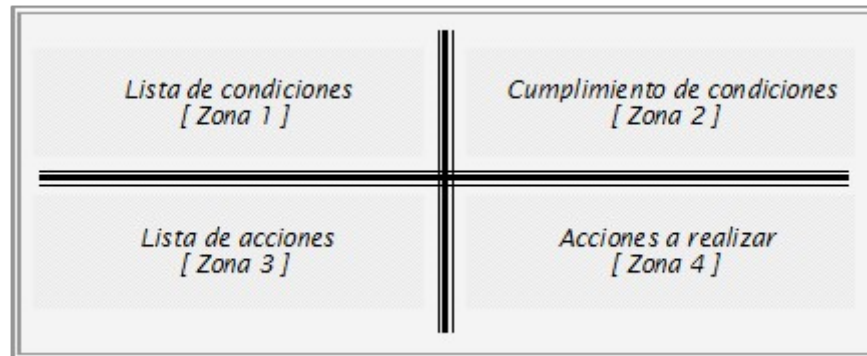 Lista de condiciones
[ Zona 1 ]
Cumplimiento de condiciones
[ Zona 2 ]
Lista de acciones
[ Zona 3 ]
Acciones a realizar
[ Zona 4 ]